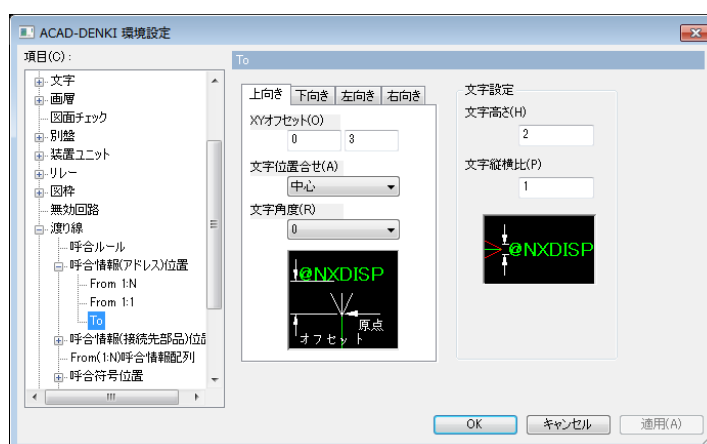 ACAD-DENKI 環境設定
項目(C) :
文字
画層
図面チェック
別盤
装置ユニット
リレー
図枠
無効回路
渡り線
呼合ルール
呼合情報(アドレス)位置
From 1:N
From 1:1
To
呼合情報(接続先部品)位
From(1:N)呼合情報配列
呼合符号位置
To
上向き 下向き 左向き 右向き
XYオフセット(O)
0 3
文字位置合せ(A)
中心
文字角度(R)
0
@NXDISP
原点
オフセット
文字設定
文字高さ(H)
2
文字縦横比(P)
1
@NXDISP
OK キャンセル 適用(A)